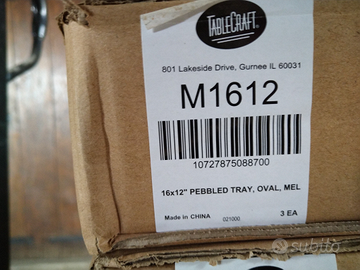 TABLECRAFT®
801 Lakeside Drive, Gurnee IL 60031
M1612
10727875088700
16x12" PEBBLED TRAY, OVAL, MEL
Made in CHINA 021000 3 EA
subito